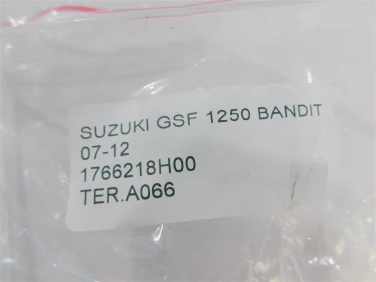 SUZUKI GSF 1250 BANDIT
07-12
1766218H00
TER.A066